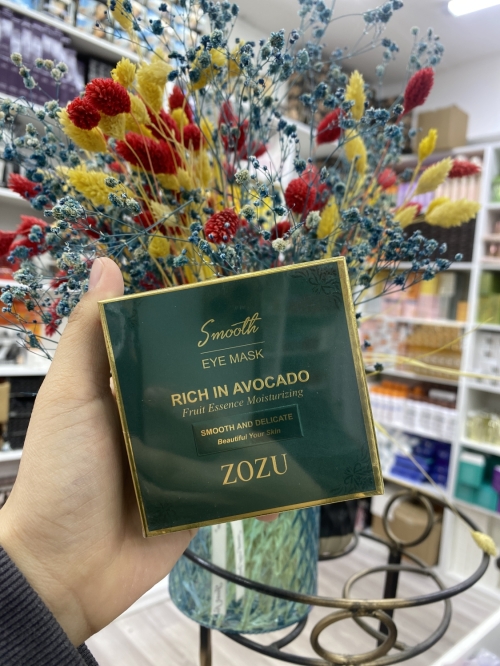 Smooth
EYE MASK
RICH IN AVOCADO
Fruit Essence Moisturizing
SMOOTH AND DELICATE
Beautiful Your Skin
ZOZU